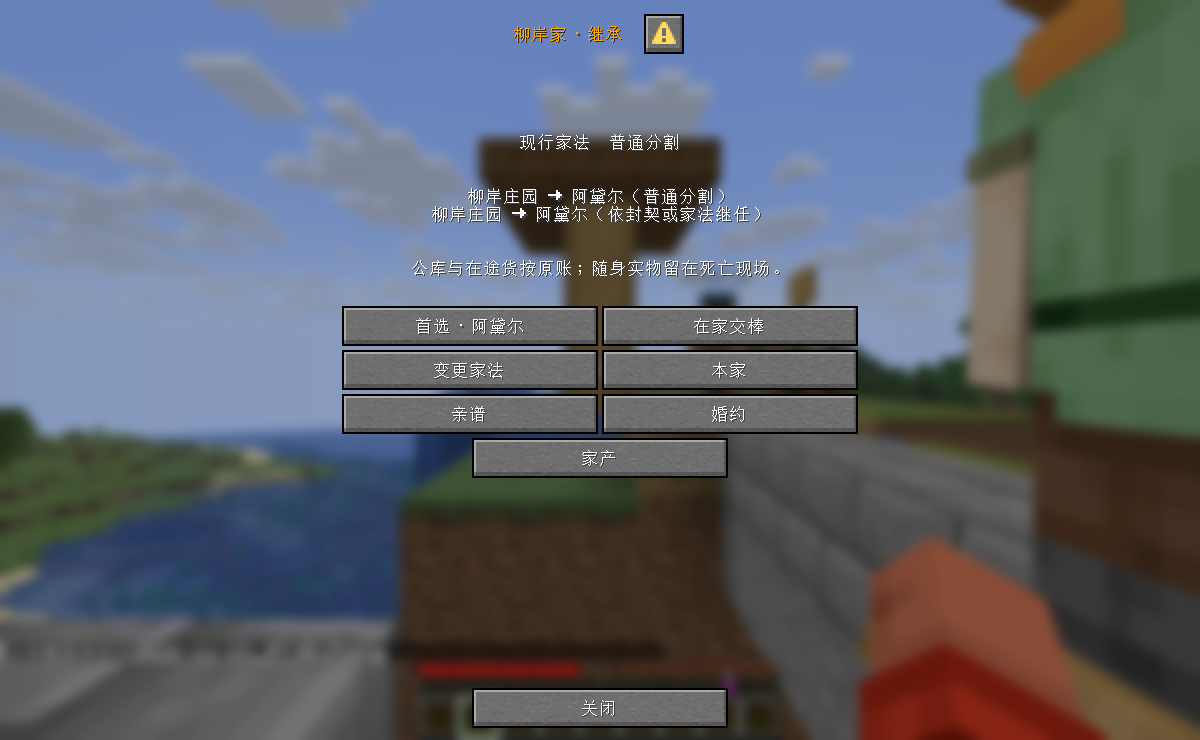 柳岸家 · 继承
现行家法 普通分割
柳岸庄园 → 阿黛尔（普通分割）
柳岸庄园 → 阿黛尔（依封契或家法继任）
公库与在途货按原账；随身实物留在死亡现场。
首选 · 阿黛尔
在家交棒
变更家法
本家
亲谱
婚约
家产
关闭